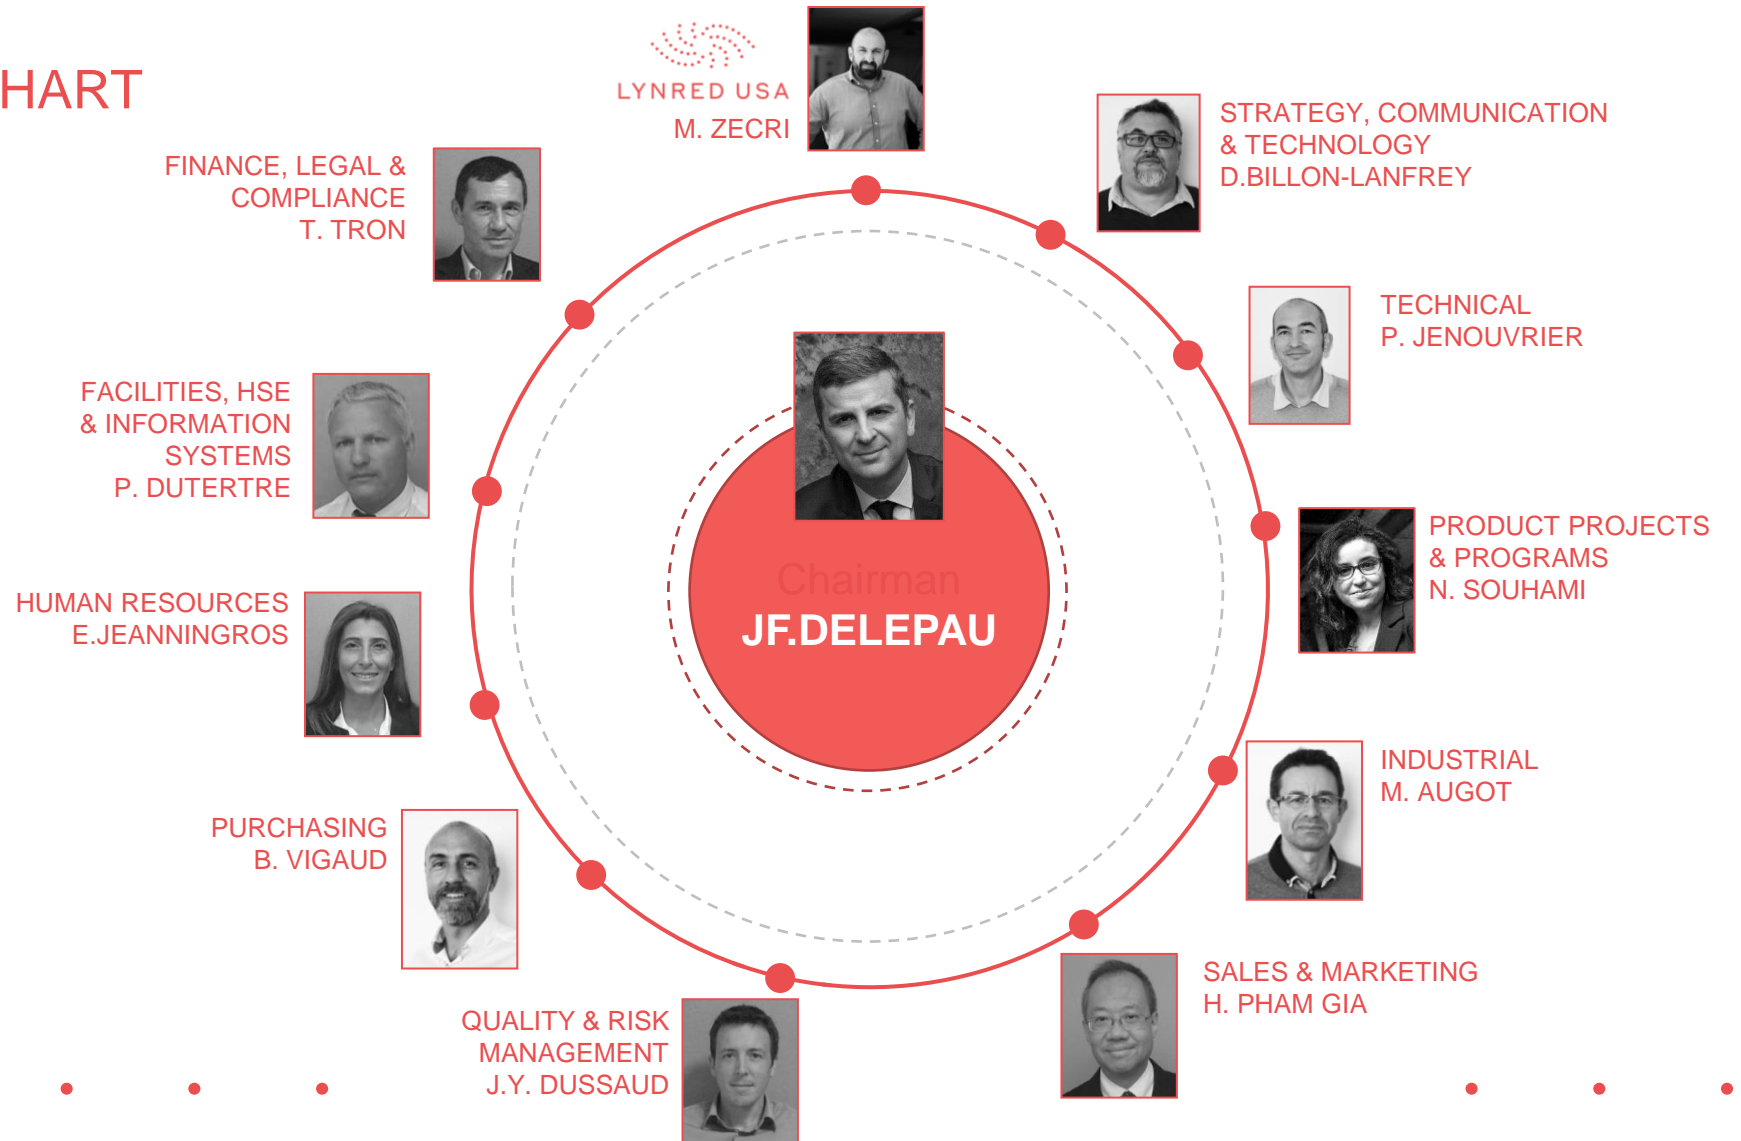 HART
LYNRED USA
M. ZECRI
STRATEGY, COMMUNICATION
& TECHNOLOGY
D.BILLON-LANFREY
FINANCE, LEGAL &
COMPLIANCE
T. TRON
TECHNICAL
P. JENOUVRIER
FACILITIES, HSE
& INFORMATION
SYSTEMS
P. DUTERTRE
PRODUCT PROJECTS
& PROGRAMS
N. SOUHAMI
Chairman
JF.DELEPAU
HUMAN RESOURCES
E.JEANNINGROS
INDUSTRIAL
M. AUGOT
PURCHASING
B. VIGAUD
SALES & MARKETING
H. PHAM GIA
QUALITY & RISK
MANAGEMENT
J.Y. DUSSAUD